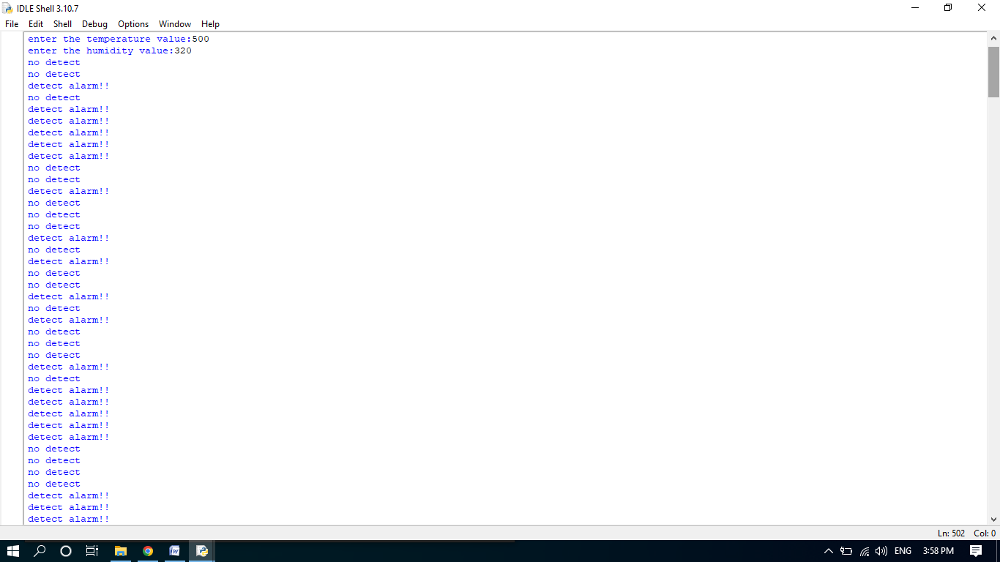 IDLE Shell 3.10.7
File Edit Shell Debug Options Window Help
enter the temperature value:500
enter the humidity value:320
no detect
no detect
detect alarm!!
no detect
detect alarm!!
detect alarm!!
detect alarm!!
detect alarm!!
detect alarm!!
no detect
no detect
detect alarm!!
no detect
no detect
no detect
detect alarm!!
no detect
detect alarm!!
no detect
no detect
detect alarm!!
no detect
detect alarm!!
no detect
no detect
no detect
detect alarm!!
no detect
detect alarm!!
detect alarm!!
detect alarm!!
detect alarm!!
detect alarm!!
no detect
no detect
no detect
no detect
detect alarm!!
detect alarm!!
detect alarm!!
Ln: 502 Col: 0
W ENG 3:58 PM